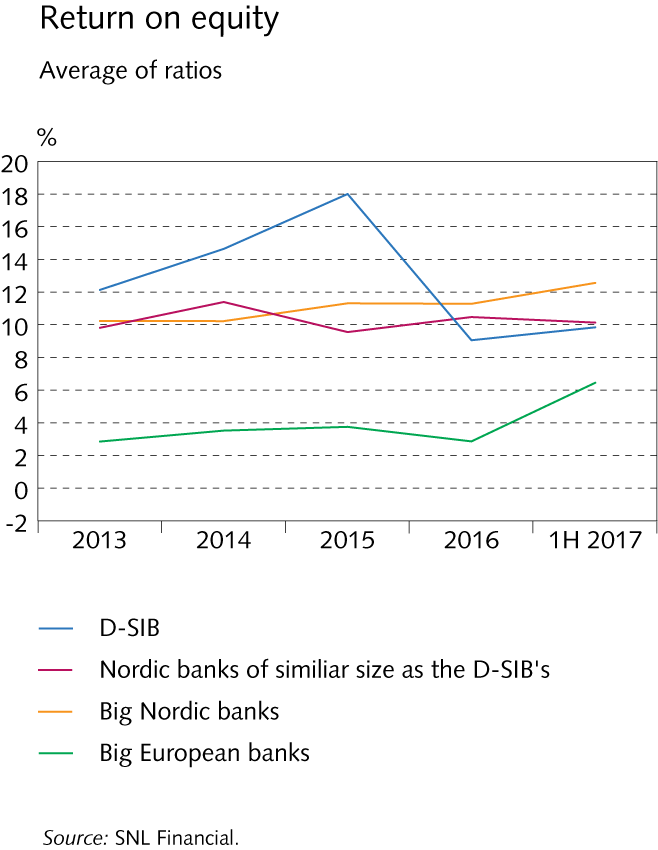 Return on equity
Average of ratios
%
20
18
16
14
12
10
8
6
4
2
0
-2
2013 2014 2015 2016 1H 2017
D-SIB
Nordic banks of similiar size as the D-SIB's
Big Nordic banks
Big European banks
Source: SNL Financial.